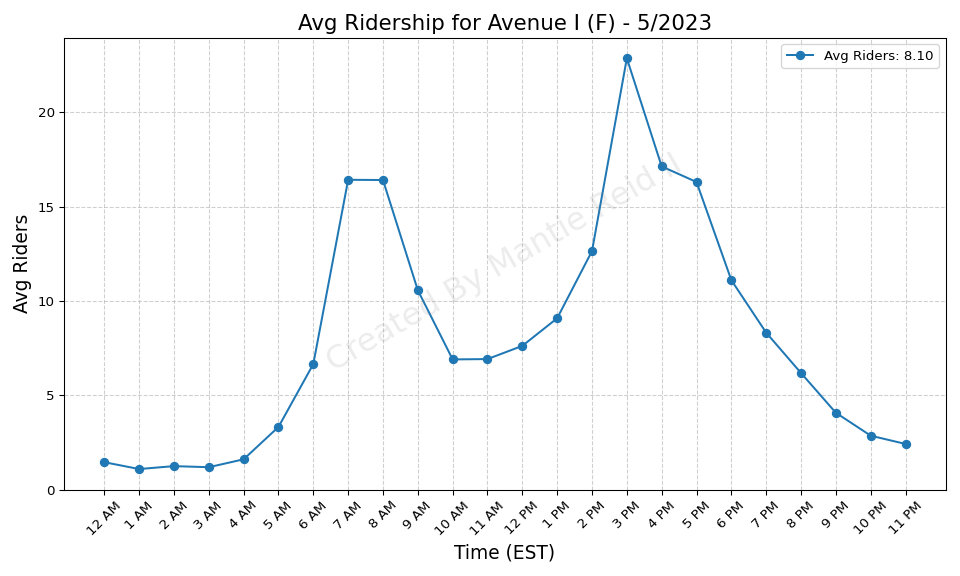 Avg Ridership for Avenue I (F) - 5/2023
Avg Riders: 8.10
Avg Riders
20
15
10
5
0
Created By Mantie Reid II
12 AM
1 AM
2 AM
3 AM
4 AM
5 AM
6 AM
7 AM
8 AM
9 AM
10 AM
11 AM
12 PM
1 PM
2 PM
3 PM
4 PM
5 PM
6 PM
7 PM
8 PM
9 PM
10 PM
11 PM
Time (EST)